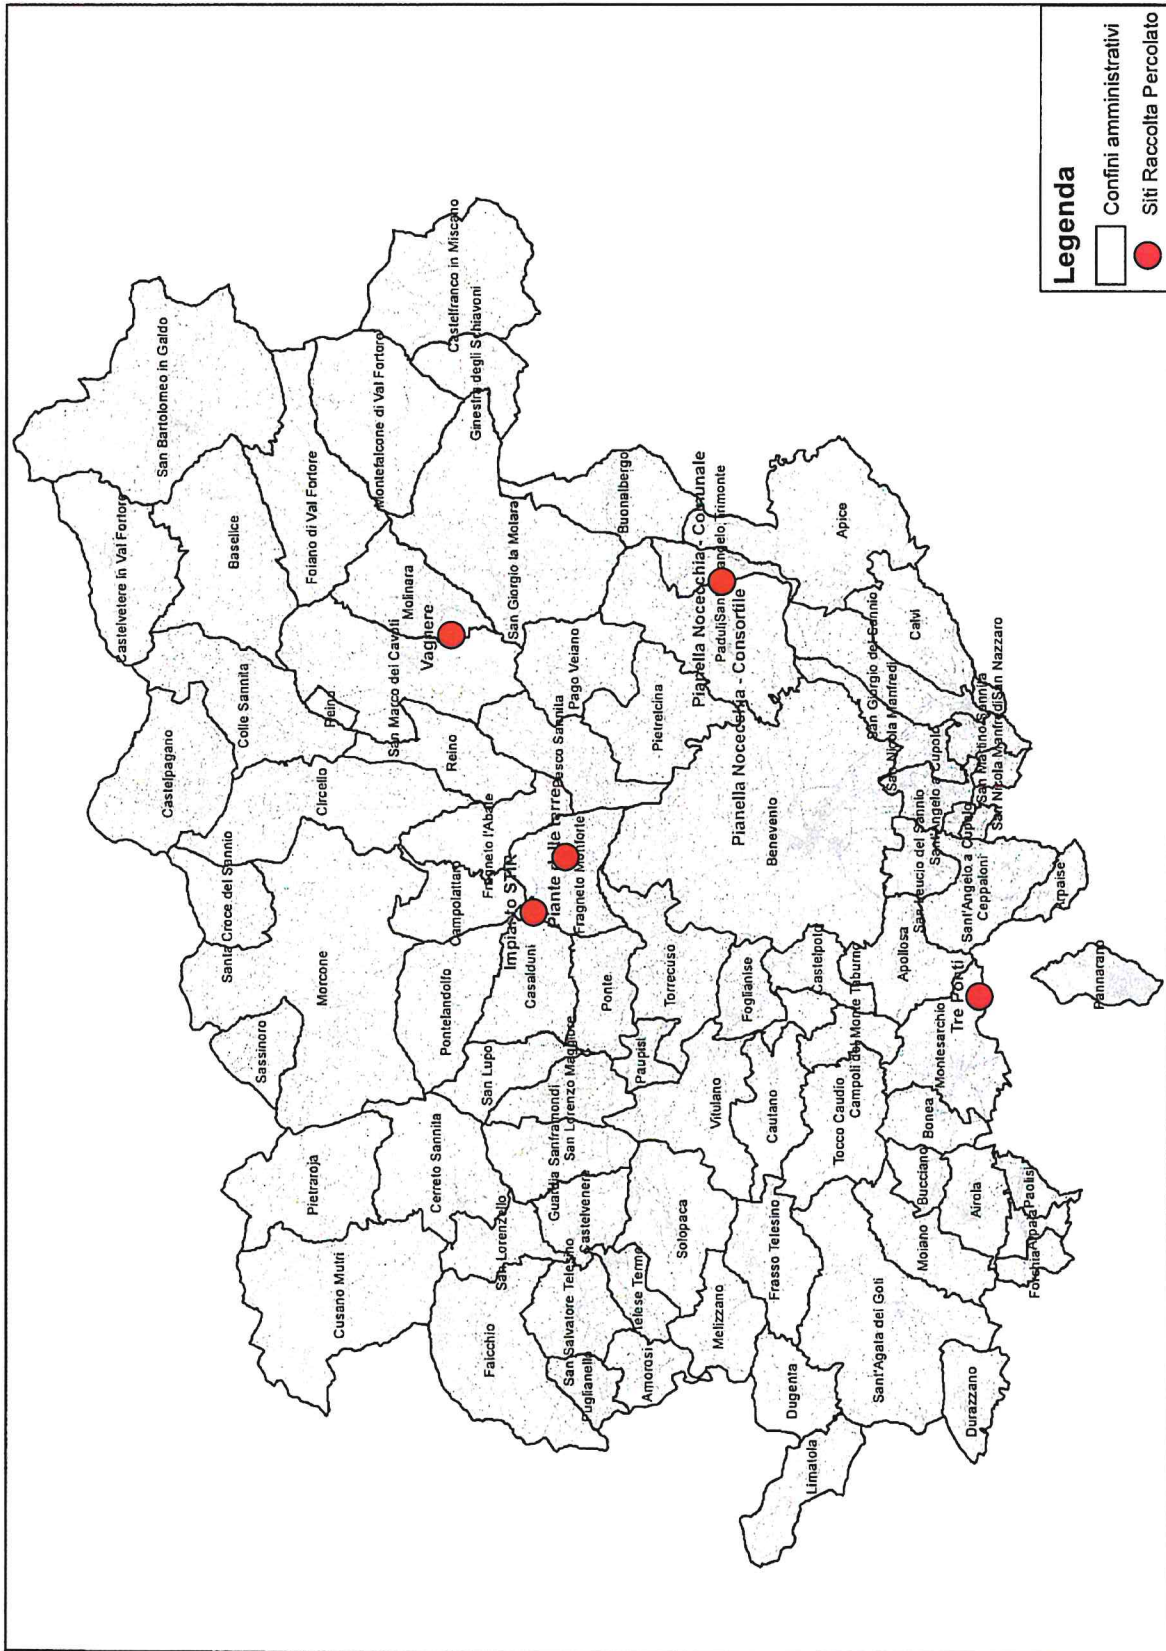 San Bartolomeo in Galdo
Castelvetere in Val Fortore
Baselice
Foiano di Val Fortore
Montefalcone di Val Fortore
Castelfranco in Miscano
Ginestra degli Schiavoni
Castelpagano
Colle Sannita
Reino
San Marco dei Cavoti
Molinara
Vagnere
San Giorgio la Molara
Buonalbergo
Santa Croce del Sannio
Circello
Reino
Pago Veiano
Pesco Sannita
Pietrelcina
Pianella Nocecchia - Comunale
Paduli
Pianella Nocecchia - Consortile
Apice
Sassinoro
Morcone
Campolattaro
Fragneto l'Abate
Impianto STIR
Piante delle
Fragneto Monforte
Pianella Nocecchia - Consortile
Benevento
San Giorgio del Sannio
San Nicola Manfredi
Calvi
Pietraroja
Pontelandolfo
Casalduni
Ponte
Torrecuso
Foglianise
Castelpoto
Apollosa
San Leucio del Sannio
Sant'Angelo a Cupolo
Sant'Angelo a Cupolo
Ceppaloni
San Martino Sannita
San Nicola Manfredi
San Nazzaro
Arpaise
Cusano Mutri
Cerreto Sannita
San Lupo
San Lorenzo Maggiore
Guardia Sanframondi
Paupisi
Vitulano
Cautano
Campoli del Monte Taburno
Tocco Caudio
Montesarchio
Tre Ponti
Pannarano
Faicchio
San Lorenzello
Castelvenere
San Salvatore Telesino
Puglianello
Telese Terme
Amorosi
Solopaca
Melizzano
Frasso Telesino
Bonea
Bucciano
Airola
Moiano
Paolisi
Arpaia
Forchia
Dugenta
Sant'Agata dei Goti
Limatola
Durazzano
Legenda
Confini amministrativi
Siti Raccolta Percolato